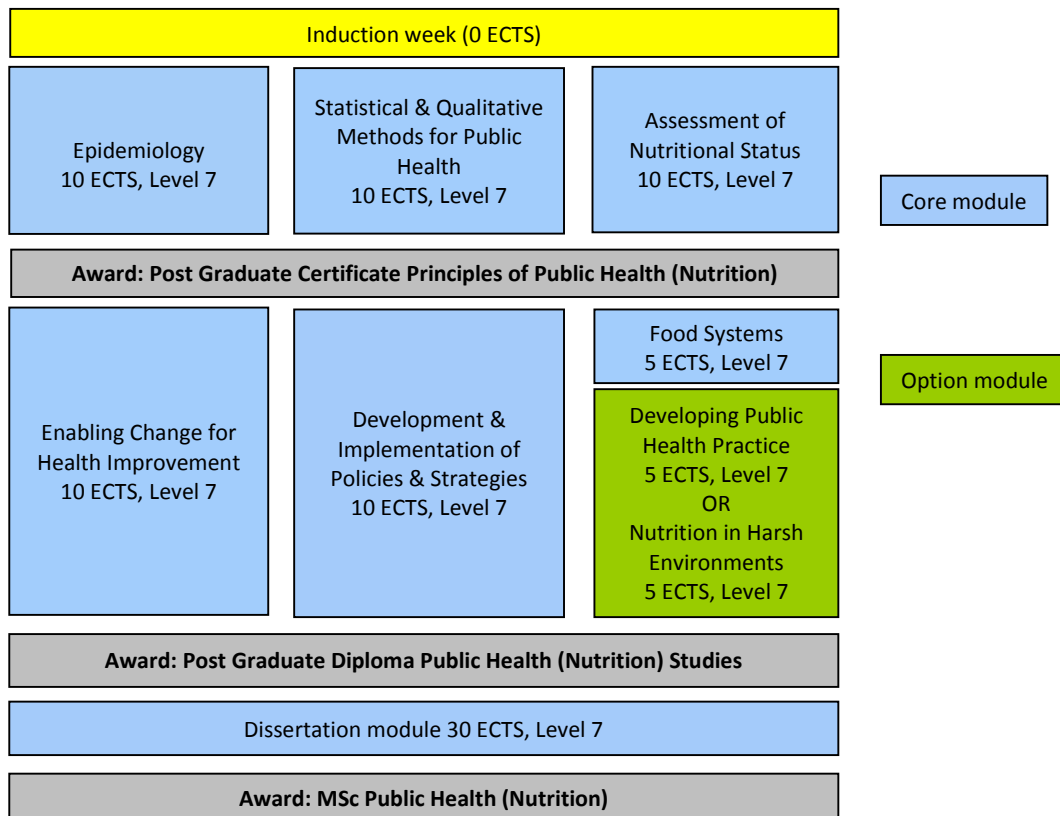 Induction week (0 ECTS)
Epidemiology
10 ECTS, Level 7
Statistical & Qualitative
Methods for Public
Health
10 ECTS, Level 7
Assessment of
Nutritional Status
10 ECTS, Level 7
Core module
Award: Post Graduate Certificate Principles of Public Health (Nutrition)
Enabling Change for
Health Improvement
10 ECTS, Level 7
Development &
Implementation of
Policies & Strategies
10 ECTS, Level 7
Food Systems
5 ECTS, Level 7
Option module
Developing Public
Health Practice
5 ECTS, Level 7
OR
Nutrition in Harsh
Environments
5 ECTS, Level 7
Award: Post Graduate Diploma Public Health (Nutrition) Studies
Dissertation module 30 ECTS, Level 7
Award: MSc Public Health (Nutrition)